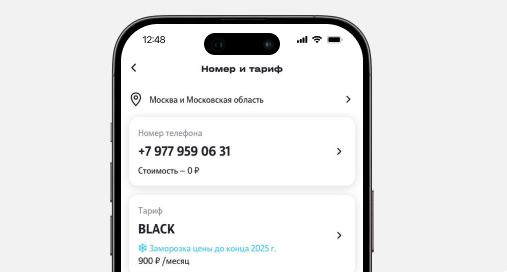 12:48
Номер и тариф
Москва и Московская область
Номер телефона
+7 977 959 06 31
Стоимость – 0 ₽
Тариф
BLACK
Заморозка цены до конца 2025 г.
900 ₽ /месяц